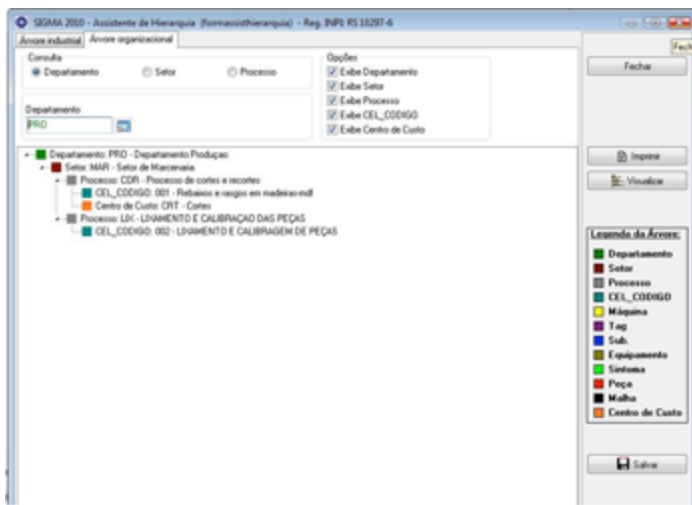 SIGMA 2010 - Assistente de Hierarquia (formassisthierarquia) - Reg. INPI RS 10297-6
Árvore industrial Árvore organizacional
Fech
Consulta
Departamento Setor Processo
Departamento
PRO
Opções
Exibe Departamento
Exibe Setor
Exibe Processo
Exibe CEL_CODIGO
Exibe Centro de Custo
Fechar
Departamento: PRO - Departamento Produçao
Setor: MAR - Setor de Marcenaria
Processo: CDR - Processo de cortes e recortes
CEL_CODIGO: 001 - Rebaixos e rasgos em madeiras-mdf
Centro de Custo: CRT - Cortes
Processo: LIX - LIXAMENTO E CALIBRAÇAO DAS PEÇAS
CEL_CODIGO: 002 - LIXAMENTO E CALIBRAGEM DE PEÇAS
Imprimir
Visualizar
Legenda da Árvore:
Departamento
Setor
Processo
CEL_CODIGO
Máquina
Tag
Sub.
Equipamento
Sintoma
Peça
Malha
Centro de Custo
Salvar